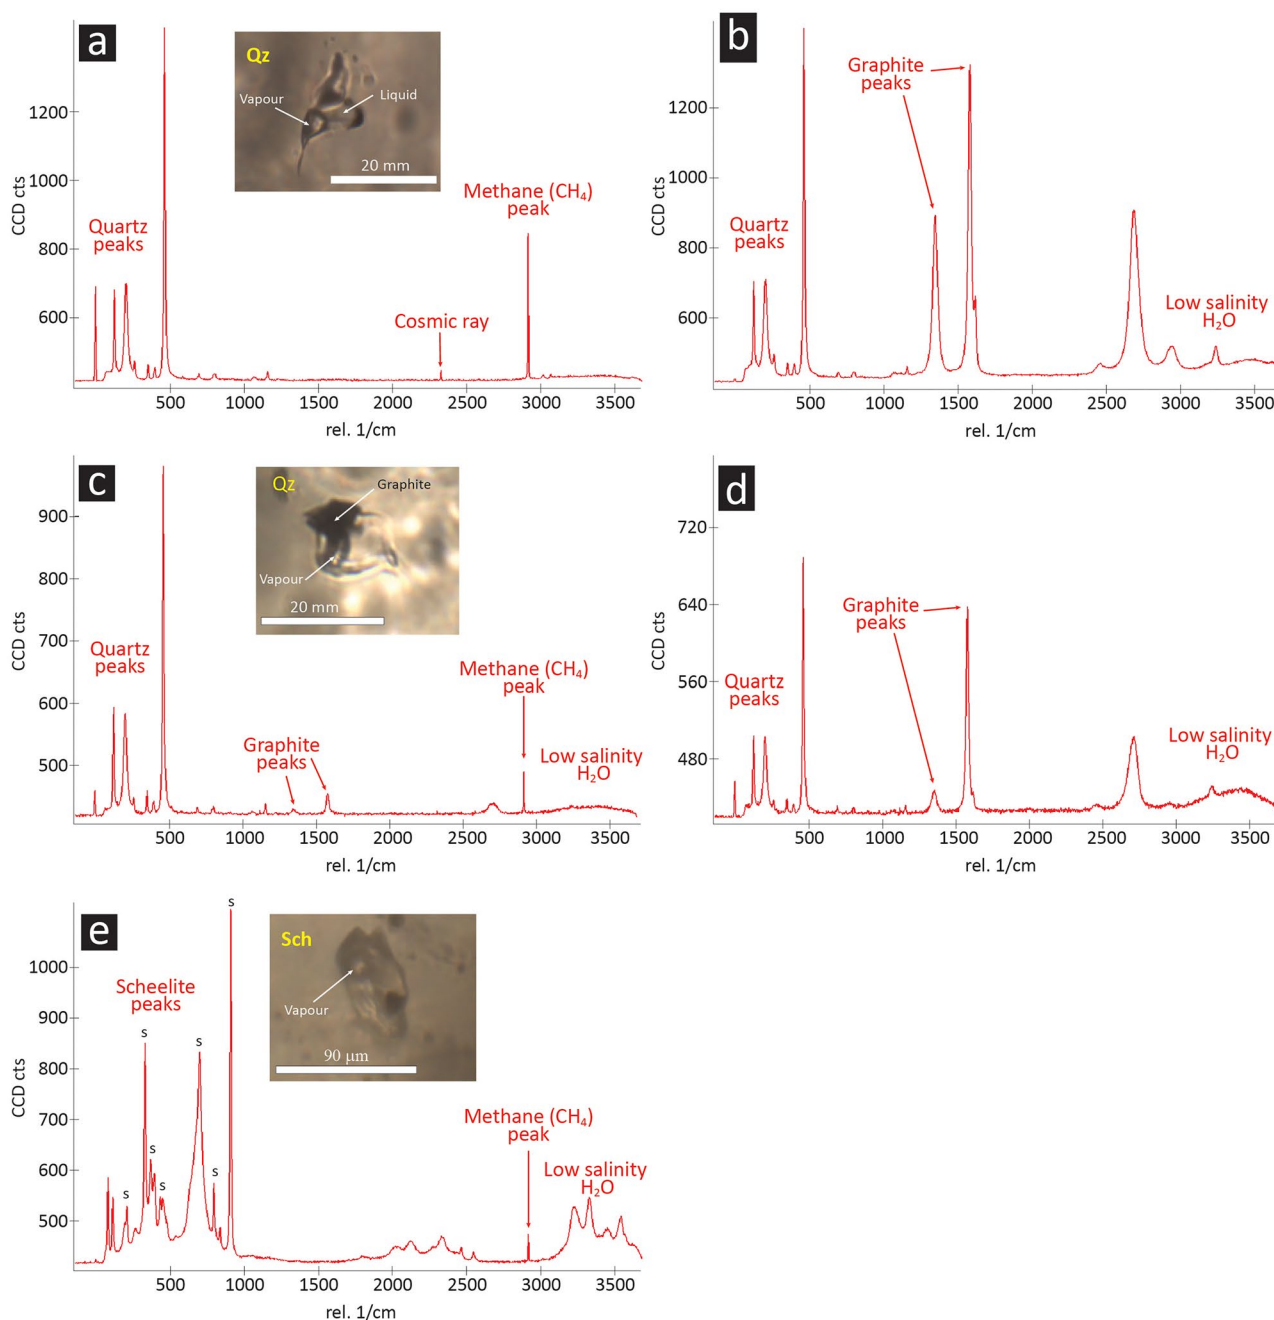 a
Qz
Vapour
Liquid
20 mm
1200
1000
800
600
CCD cts
Quartz
peaks
Methane (CH₄)
peak
Cosmic ray
500
1000
1500
2000
2500
3000
3500
rel. 1/cm
b
Graphite
peaks
1200
1000
800
600
CCD cts
Quartz
peaks
Low salinity
H₂O
500
1000
1500
2000
2500
3000
3500
rel. 1/cm
c
Qz
Graphite
Vapour
20 mm
900
800
700
600
500
CCD cts
Quartz
peaks
Graphite
peaks
Methane (CH₄)
peak
Low salinity
H₂O
500
1000
1500
2000
2500
3000
3500
rel. 1/cm
d
720
640
560
480
CCD cts
Graphite
peaks
Quartz
peaks
Low salinity
H₂O
500
1000
1500
2000
2500
3000
3500
rel. 1/cm
e
Sch
Vapour
90 μm
1000
900
800
700
600
500
CCD cts
Scheelite
peaks
s
s
s
s
s
s
s
Methane (CH₄)
peak
Low salinity
H₂O
500
1000
1500
2000
2500
3000
3500
rel. 1/cm